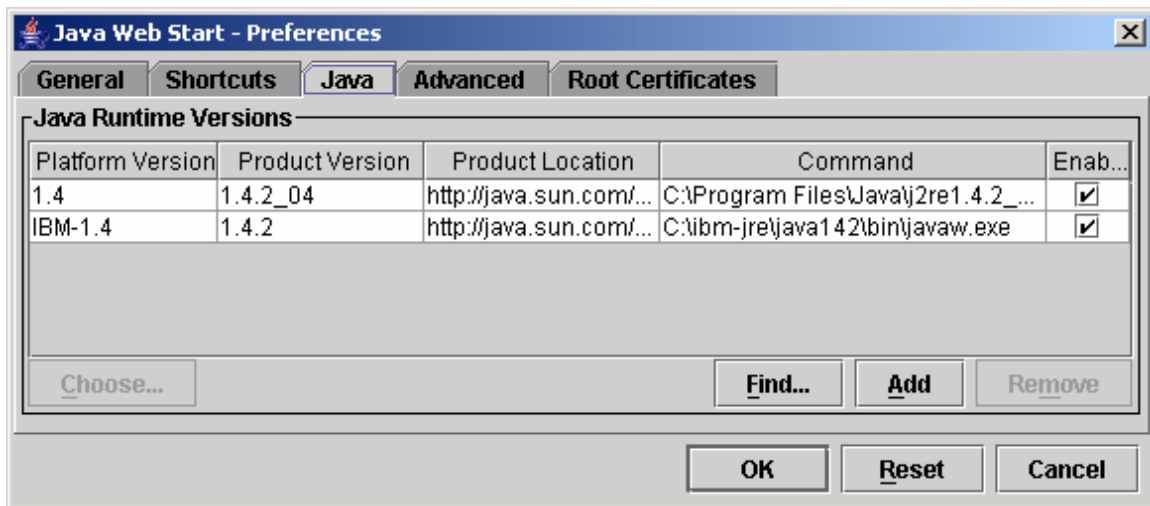 Java Web Start - Preferences
General Shortcuts Java Advanced Root Certificates
Java Runtime Versions
Platform Version Product Version Product Location Command Enab...
1.4 1.4.2_04 http://java.sun.com/... C:\Program Files\Java\j2re1.4.2_...
IBM-1.4 1.4.2 http://java.sun.com/... C:\ibm-jre\java142\bin\javaw.exe
Choose... Find... Add Remove
OK Reset Cancel